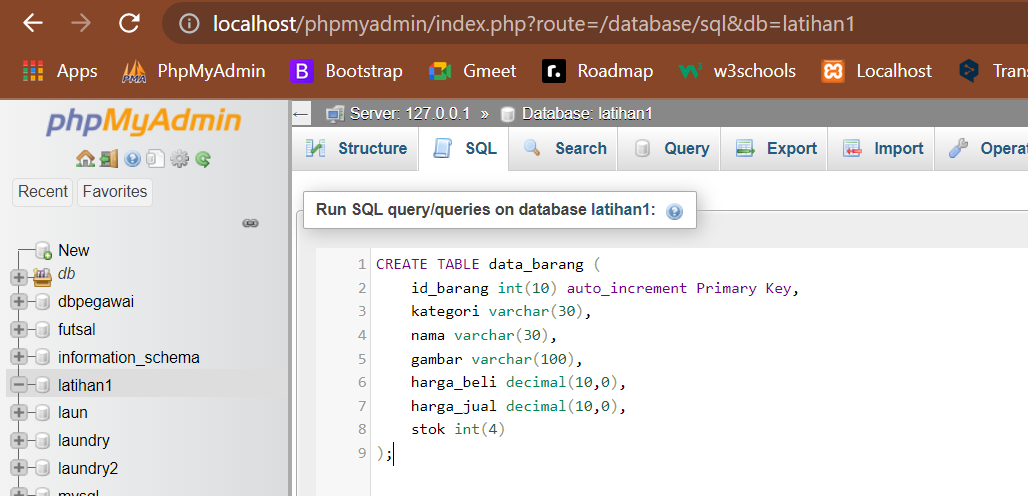 localhost/phpmyadmin/index.php?route=/database/sql&db=latihan1
Apps PhpMyAdmin Bootstrap Gmeet Roadmap w3schools Localhost Tran
phpMyAdmin
Recent Favorites
New
db
dbpegawai
futsal
information_schema
latihan1
laun
laundry
laundry2
mysql
Server: 127.0.0.1 » Database: latihan1
Structure SQL Search Query Export Import Opera
Run SQL query/queries on database latihan1:
1 CREATE TABLE data_barang (
2 id_barang int(10) auto_increment Primary Key,
3 kategori varchar(30),
4 nama varchar(30),
5 gambar varchar(100),
6 harga_beli decimal(10,0),
7 harga_jual decimal(10,0),
8 stok int(4)
9 );